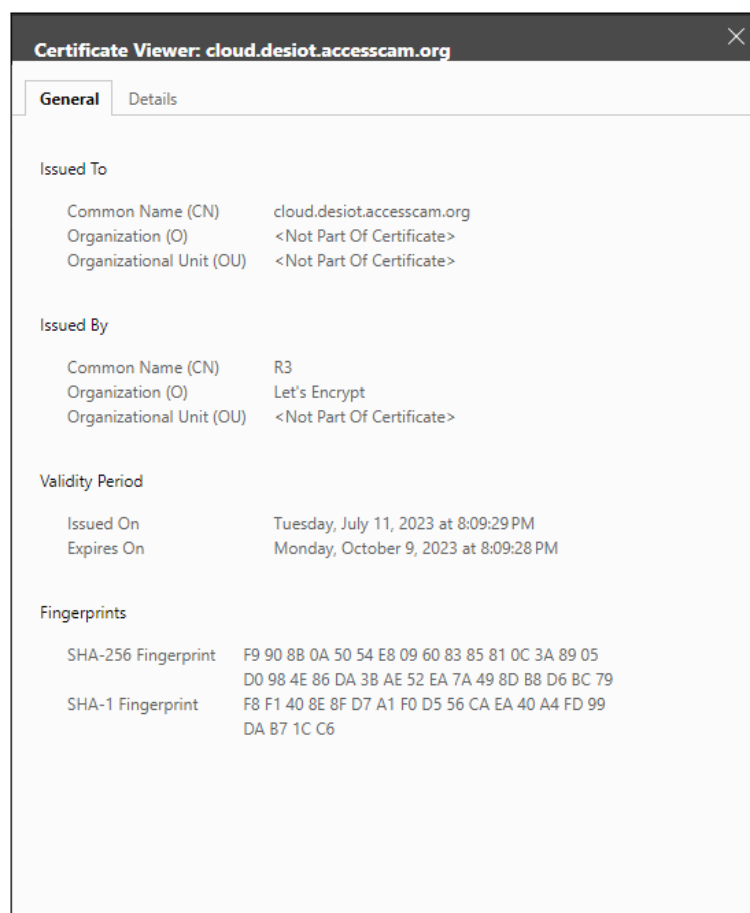 Certificate Viewer: cloud.desiot.accesscam.org
General Details
Issued To
Common Name (CN) cloud.desiot.accesscam.org
Organization (O) <Not Part Of Certificate>
Organizational Unit (OU) <Not Part Of Certificate>
Issued By
Common Name (CN) R3
Organization (O) Let's Encrypt
Organizational Unit (OU) <Not Part Of Certificate>
Validity Period
Issued On Tuesday, July 11, 2023 at 8:09:29 PM
Expires On Monday, October 9, 2023 at 8:09:28 PM
Fingerprints
SHA-256 Fingerprint F9 90 8B 0A 50 54 E8 09 60 83 85 81 0C 3A 89 05
D0 98 4E 86 DA 3B AE 52 EA 7A 49 8D B8 D6 BC 79
SHA-1 Fingerprint F8 F1 40 8E 8F D7 A1 F0 D5 56 CA EA 40 A4 FD 99
DA B7 1C C6